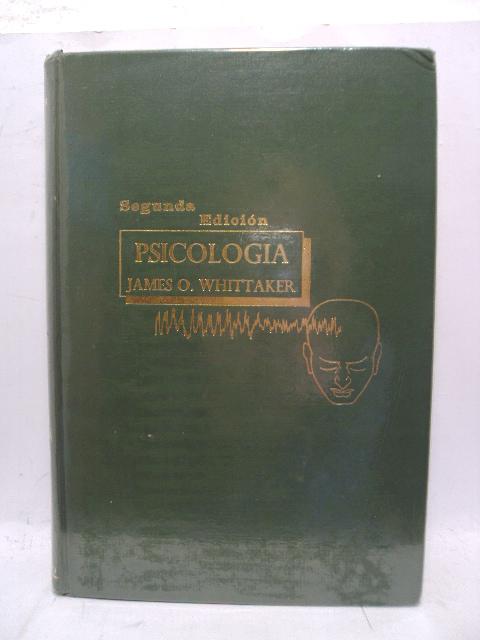 Segunda
Edición
PSICOLOGIA
JAMES O. WHITTAKER